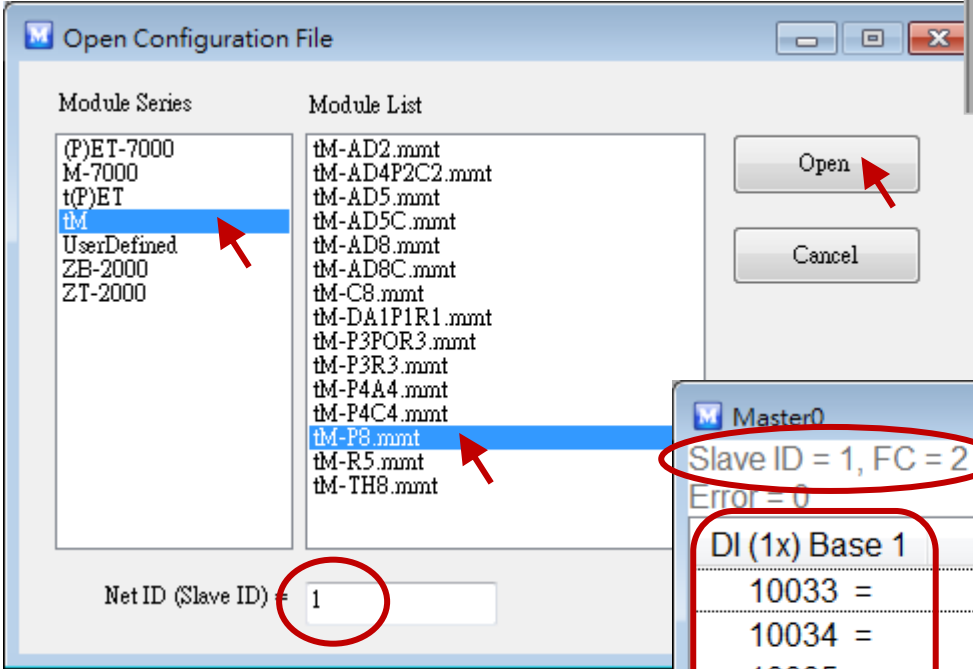 Open Configuration File
Module Series
Module List
(P)ET-7000
M-7000
t(P)ET
tM
UserDefined
ZB-2000
ZT-2000
tM-AD2.mmt
tM-AD4P2C2.mmt
tM-AD5.mmt
tM-AD5C.mmt
tM-AD8.mmt
tM-AD8C.mmt
tM-C8.mmt
tM-DA1P1R1.mmt
tM-P3POR3.mmt
tM-P3R3.mmt
tM-P4A4.mmt
tM-P4C4.mmt
tM-P8.mmt
tM-R5.mmt
tM-TH8.mmt
Open
Cancel
Net ID (Slave ID) = 1
Master0
Slave ID = 1, FC = 2
Error = 0
DI (1x) Base 1
10033 =
10034 =